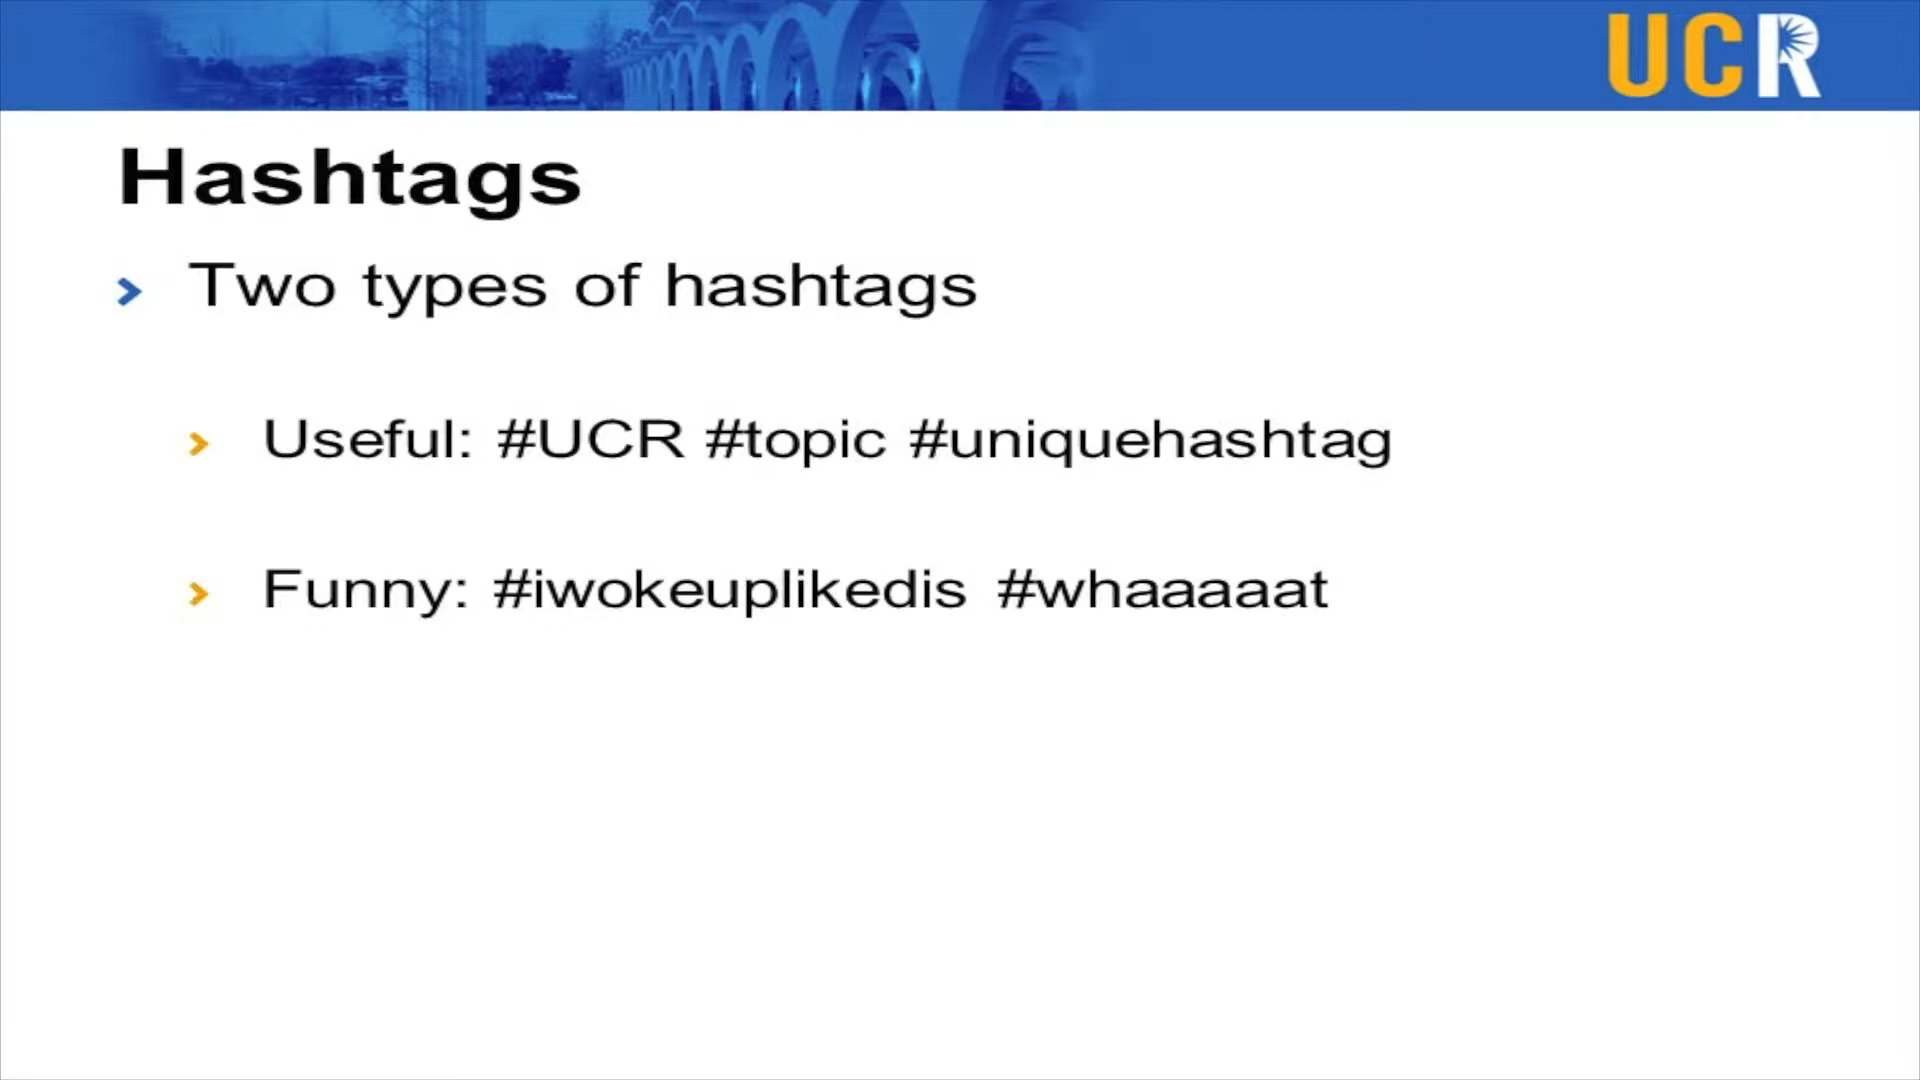 UCR
Hashtags
Two types of hashtags
Useful: #UCR #topic #uniquehashtag
Funny: #iwokeuplikedis #whaaaaat